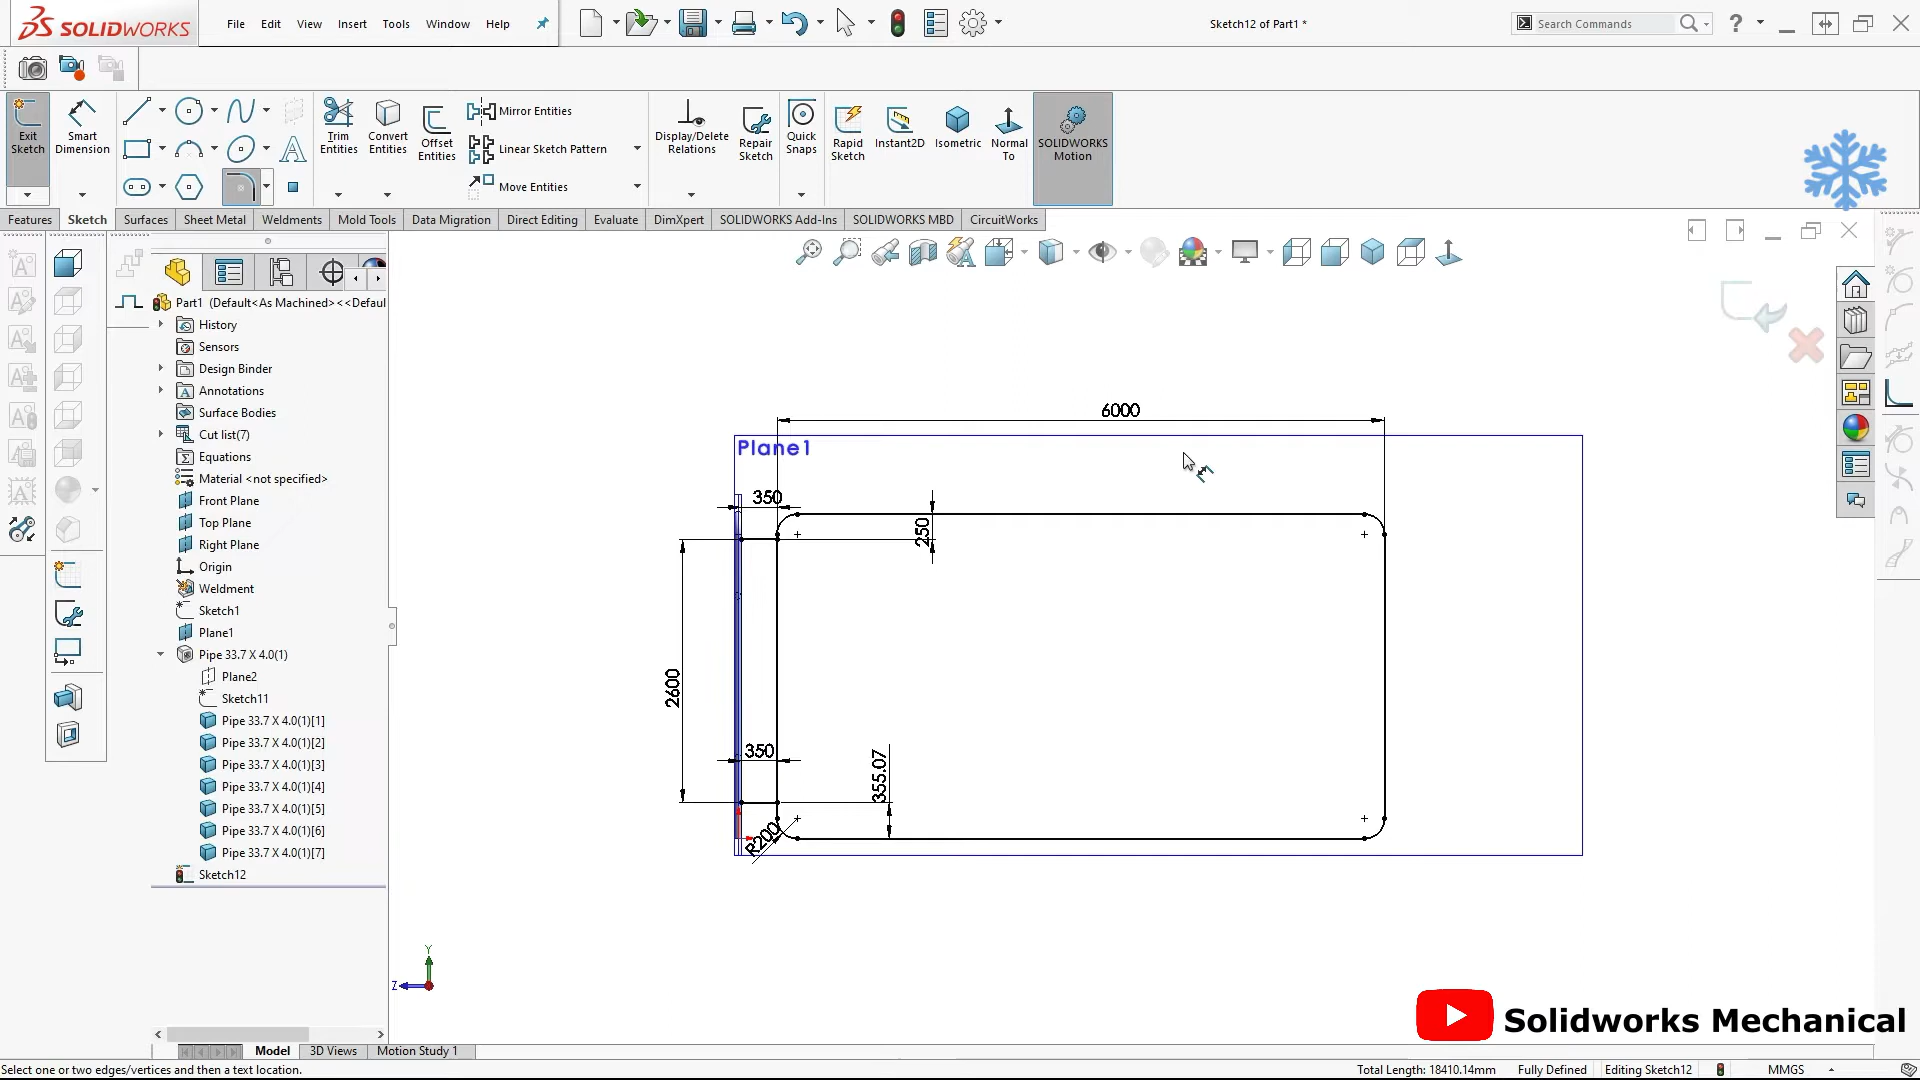 SOLIDWORKS
File
Edit
View
Insert
Tools
Window
Help
Sketch12 of Part1 *
Search Commands
Exit Sketch
Smart Dimension
Trim Entities
Convert Entities
Offset Entities
Mirror Entities
Linear Sketch Pattern
Move Entities
Display/Delete Relations
Repair Sketch
Quick Snaps
Rapid Sketch
Instant2D
Isometric
Normal To
SOLIDWORKS Motion
Features
Sketch
Surfaces
Sheet Metal
Weldments
Mold Tools
Data Migration
Direct Editing
Evaluate
DimXpert
SOLIDWORKS Add-Ins
SOLIDWORKS MBD
CircuitWorks
Part1 (Default<As Machined><<Defaul
History
Sensors
Design Binder
Annotations
Surface Bodies
Cut list(7)
Equations
Material <not specified>
Front Plane
Top Plane
Right Plane
Origin
Weldment
Sketch1
Plane1
Pipe 33.7 X 4.0(1)
Plane2
Sketch11
Pipe 33.7 X 4.0(1)[1]
Pipe 33.7 X 4.0(1)[2]
Pipe 33.7 X 4.0(1)[3]
Pipe 33.7 X 4.0(1)[4]
Pipe 33.7 X 4.0(1)[5]
Pipe 33.7 X 4.0(1)[6]
Pipe 33.7 X 4.0(1)[7]
Sketch12
6000
Plane1
350
250
2600
350
355.07
R200
Y
Z
Solidworks Mechanical
Model
3D Views
Motion Study 1
Select one or two edges/vertices and then a text location.
Total Length: 18410.14mm
Fully Defined
Editing Sketch12
MMGS